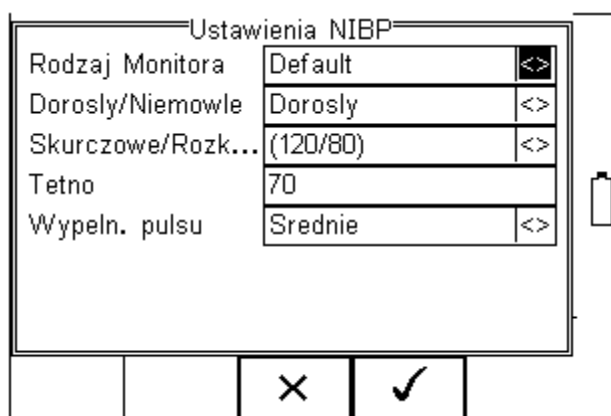 Ustawienia NIBP
Rodzaj Monitora Default <>
Dorosly/Niemowle Dorosly <>
Skurczowe/Rozk... (120/80) <>
Tetno 70
Wypeln. pulsu Srednie <>